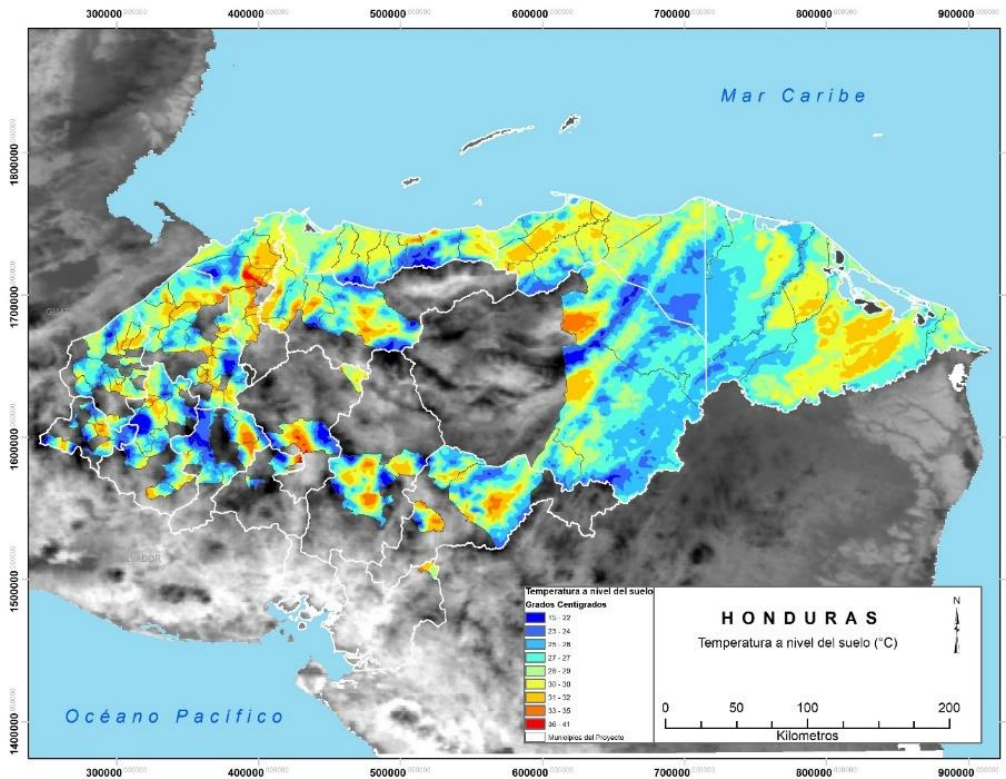 300000 400000 500000 600000 700000 800000 900000
Mar Caribe
1800000
1700000
1600000
1500000
1400000
Temperatura a nivel del suelo
Grados Centigrados
15 - 22
23 - 24
25 - 26
27 - 27
28 - 29
30 - 30
31 - 32
33 - 35
36 - 41
Municipios del Proyecto
HONDURAS
Temperatura a nivel del suelo (°C)
N
0 50 100 200
Kilometros
Océano Pacífico
300000 400000 500000 600000 700000 800000 900000